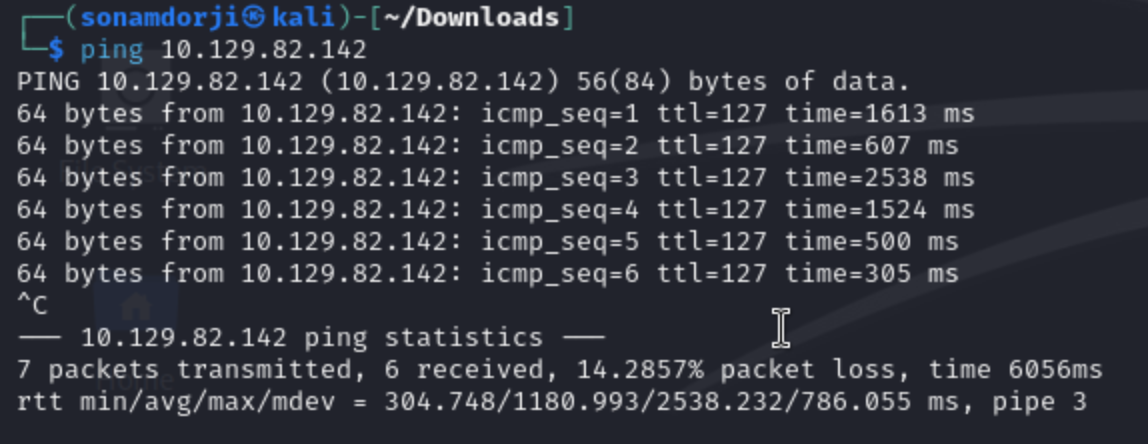 ┌──(sonamdorji㉿kali)-[~/Downloads]
└─$ ping 10.129.82.142
PING 10.129.82.142 (10.129.82.142) 56(84) bytes of data.
64 bytes from 10.129.82.142: icmp_seq=1 ttl=127 time=1613 ms
64 bytes from 10.129.82.142: icmp_seq=2 ttl=127 time=607 ms
64 bytes from 10.129.82.142: icmp_seq=3 ttl=127 time=2538 ms
64 bytes from 10.129.82.142: icmp_seq=4 ttl=127 time=1524 ms
64 bytes from 10.129.82.142: icmp_seq=5 ttl=127 time=500 ms
64 bytes from 10.129.82.142: icmp_seq=6 ttl=127 time=305 ms
^C
─── 10.129.82.142 ping statistics ───
7 packets transmitted, 6 received, 14.2857% packet loss, time 6056ms
rtt min/avg/max/mdev = 304.748/1180.993/2538.232/786.055 ms, pipe 3